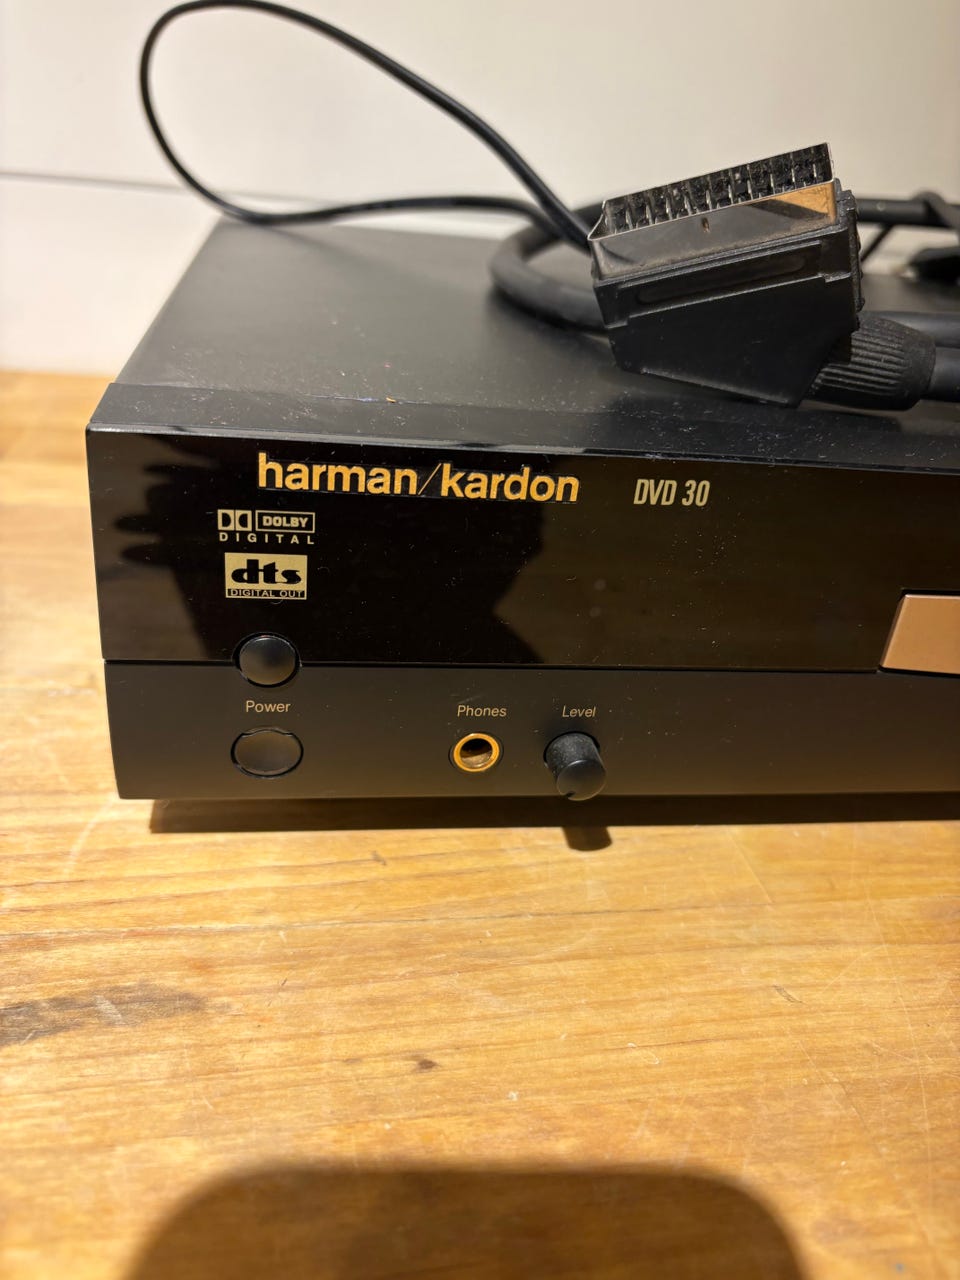 harman/kardon DVD 30
DOLBY
DIGITAL
dts
DIGITAL OUT
Power
Phones
Level